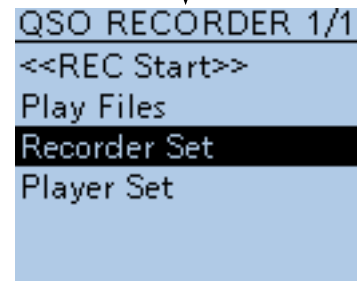 QSO RECORDER 1/1
<<REC Start>>
Play Files
Recorder Set
Player Set